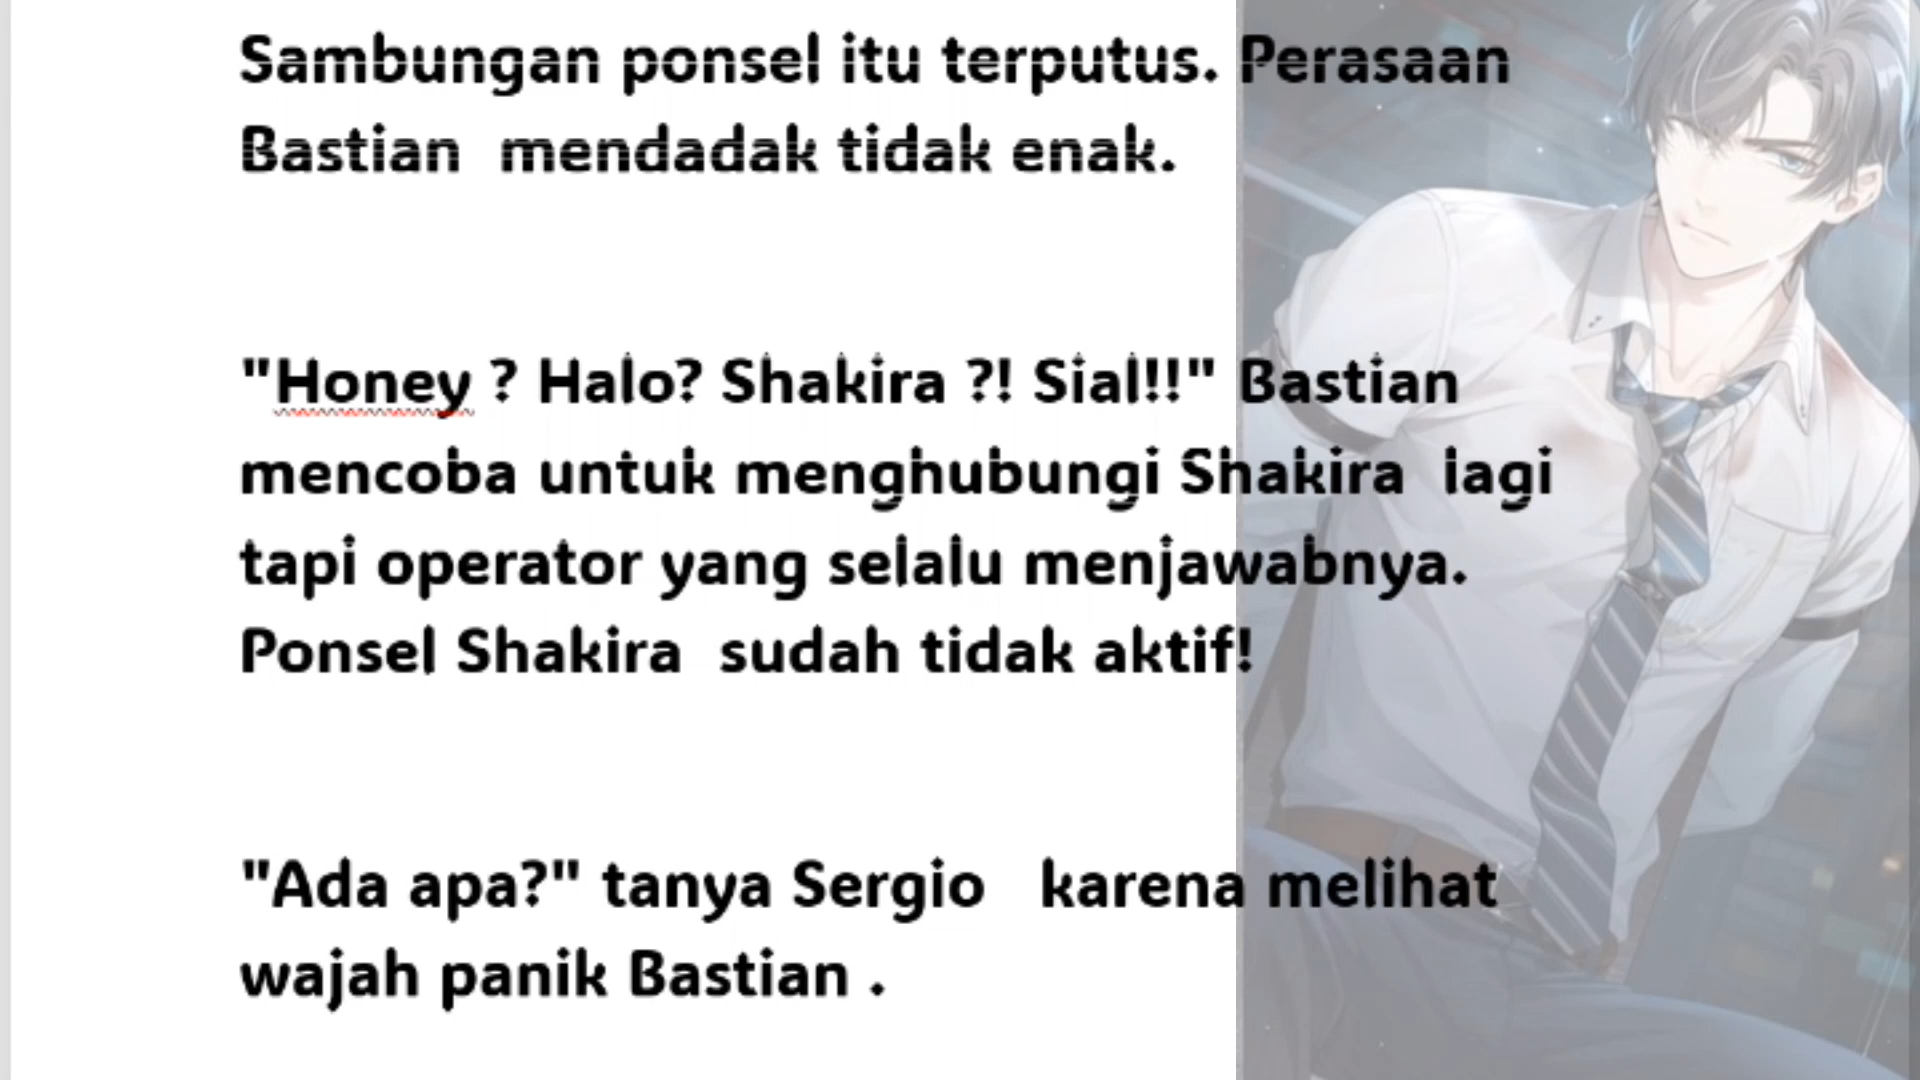 Sambungan ponsel itu terputus. Perasaan
Bastian  mendadak tidak enak.
"Honey ? Halo? Shakira ?! Sial!!" Bastian
mencoba untuk menghubungi Shakira  lagi
tapi operator yang selalu menjawabnya.
Ponsel Shakira  sudah tidak aktif!
"Ada apa?" tanya Sergio   karena melihat
wajah panik Bastian .